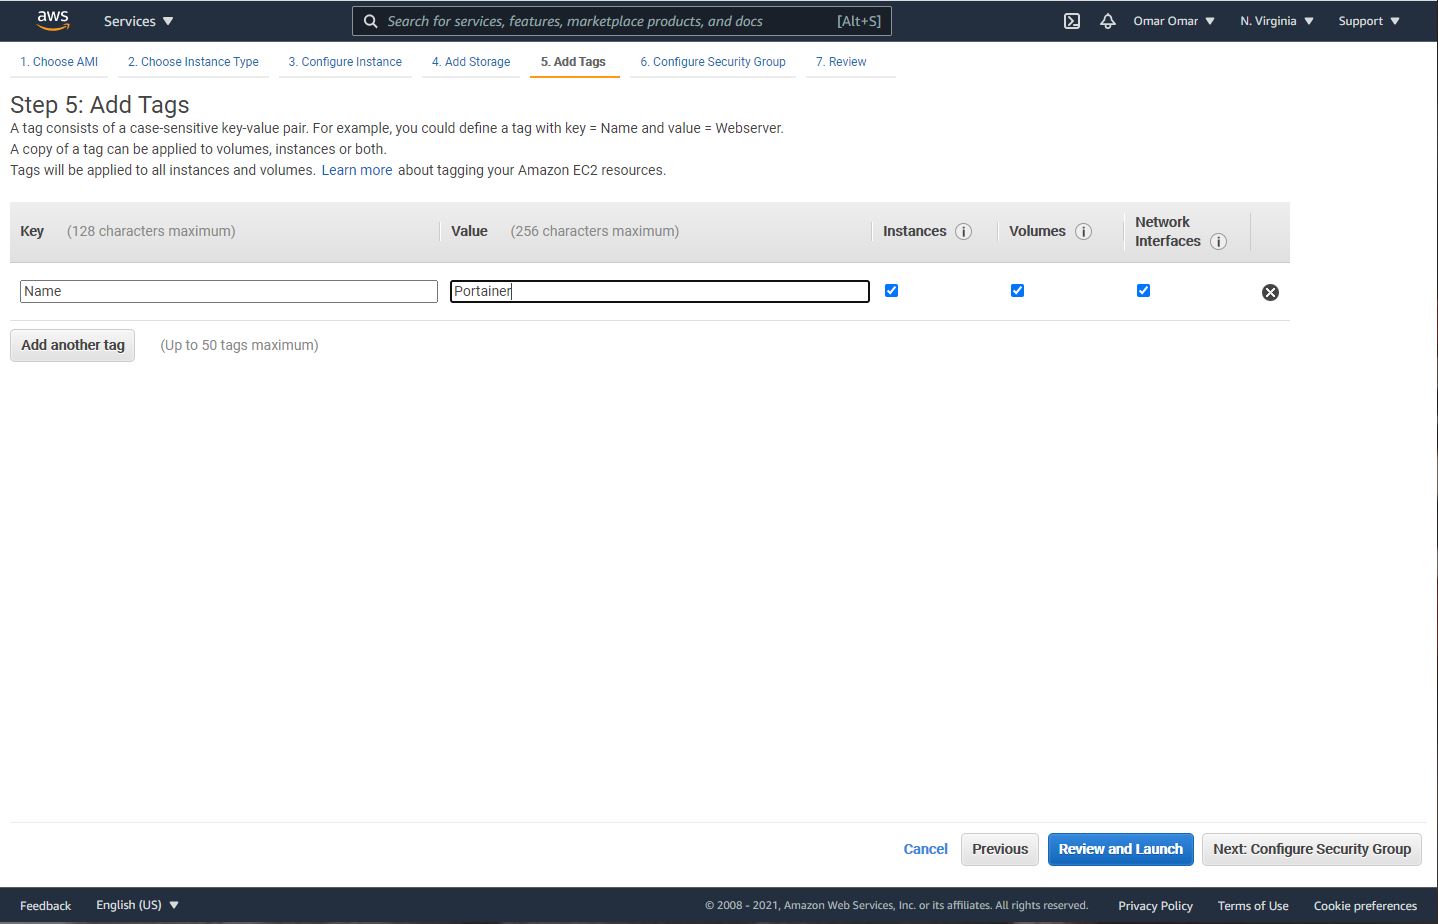 aws Services Search for services, features, marketplace products, and docs [Alt+S] Omar Omar N. Virginia Support
1. Choose AMI 2. Choose Instance Type 3. Configure Instance 4. Add Storage 5. Add Tags 6. Configure Security Group 7. Review
Step 5: Add Tags
A tag consists of a case-sensitive key-value pair. For example, you could define a tag with key = Name and value = Webserver.
A copy of a tag can be applied to volumes, instances or both.
Tags will be applied to all instances and volumes. Learn more about tagging your Amazon EC2 resources.
Key (128 characters maximum) Value (256 characters maximum) Instances i Volumes i Network Interfaces i
Name Portainer
Add another tag (Up to 50 tags maximum)
Cancel Previous Review and Launch Next: Configure Security Group
Feedback English (US) © 2008 - 2021, Amazon Web Services, Inc. or its affiliates. All rights reserved. Privacy Policy Terms of Use Cookie preferences